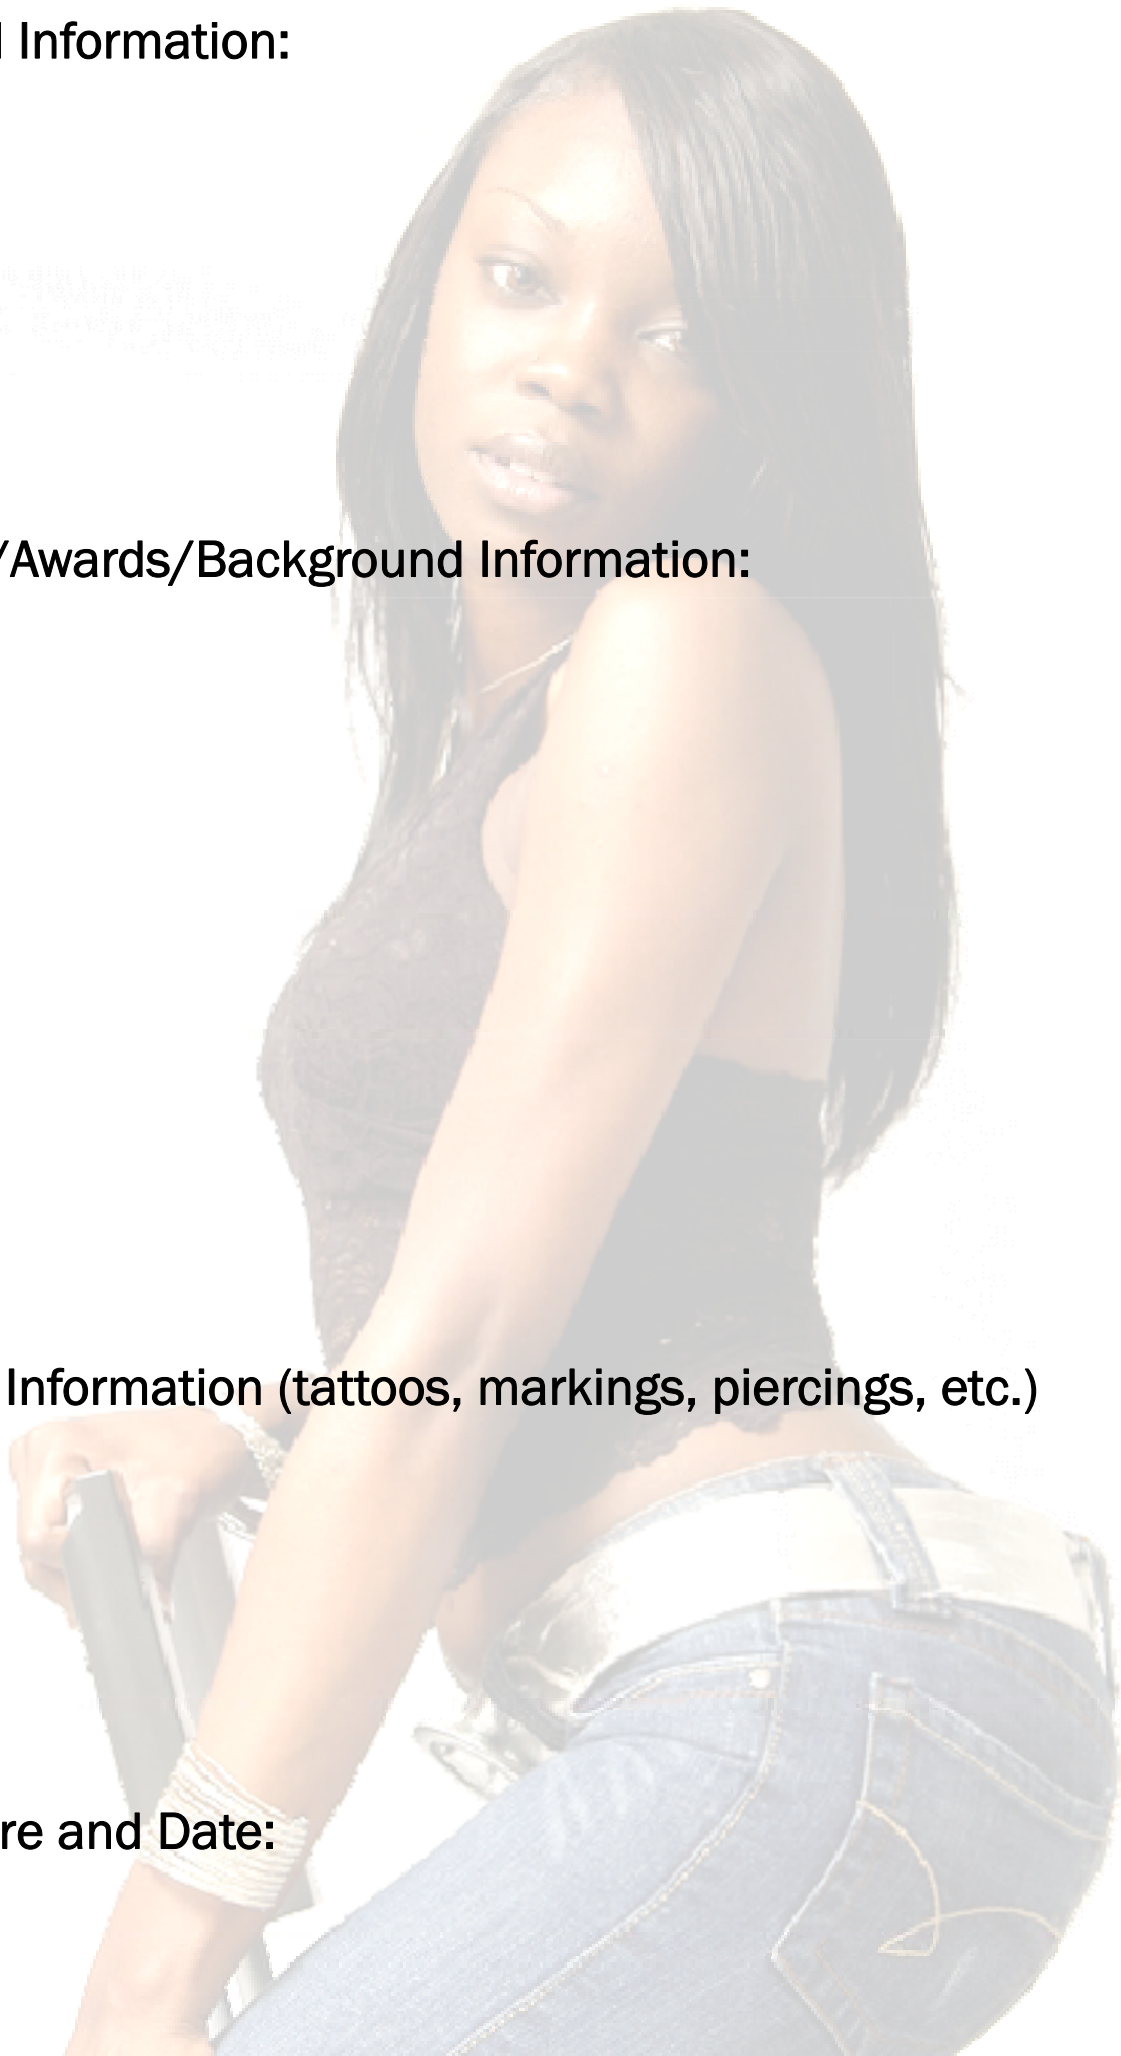 Information:
/Awards/Background Information:
Information (tattoos, markings, piercings, etc.)
re and Date: